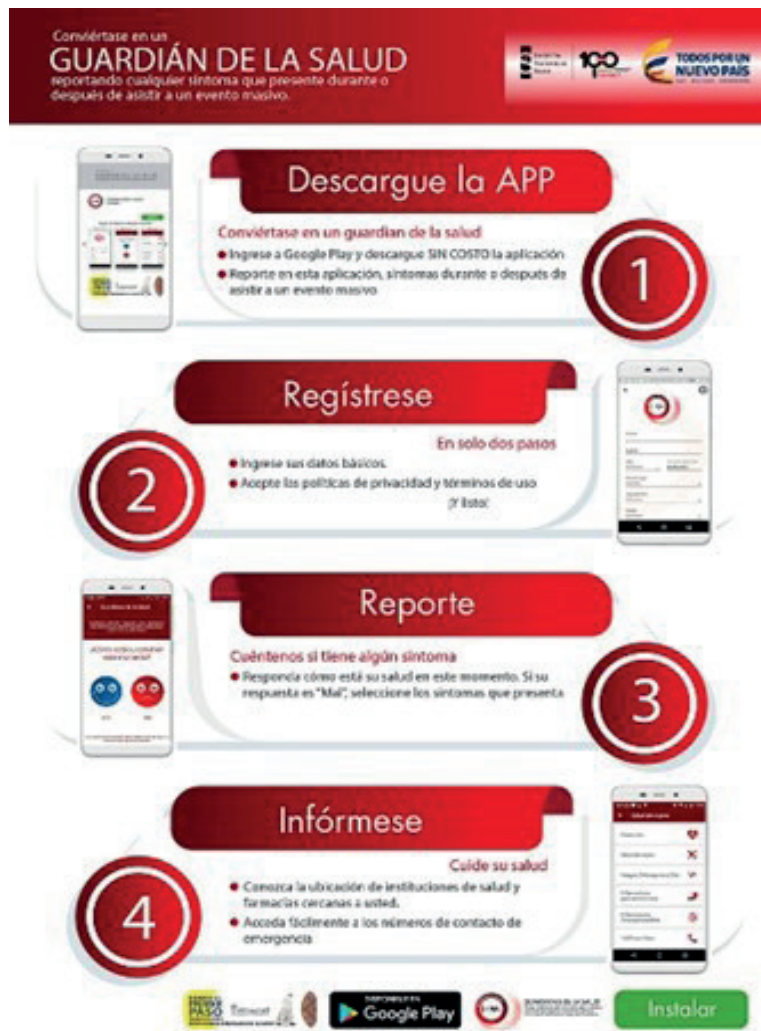 Conviértase en un
GUARDIÁN DE LA SALUD
reportando cualquier síntoma que presente durante o
después de asistir a un evento masivo.
100
TODOS POR UN
NUEVO PAÍS
Descargue la APP
Conviértase en un guardian de la salud
Ingrese a Google Play y descargue SIN COSTO la aplicación
Reporte en esta aplicación, síntomas durante o después de
asistir a un evento masivo
1
Regístrese
En solo dos pasos
Ingrese sus datos básicos.
Acepte las políticas de privacidad y términos de uso
¡Y listo!
2
Reporte
Cuéntenos si tiene algún síntoma
Responda cómo está su salud en este momento. Si su
respuesta es "Mal", seleccione los síntomas que presenta
3
Infórmese
Cuide su salud
Conozca la ubicación de instituciones de salud y
farmacias cercanas a usted.
Acceda fácilmente a los números de contacto de
emergencia
4
DISPONIBLE EN
Google Play
Instalar